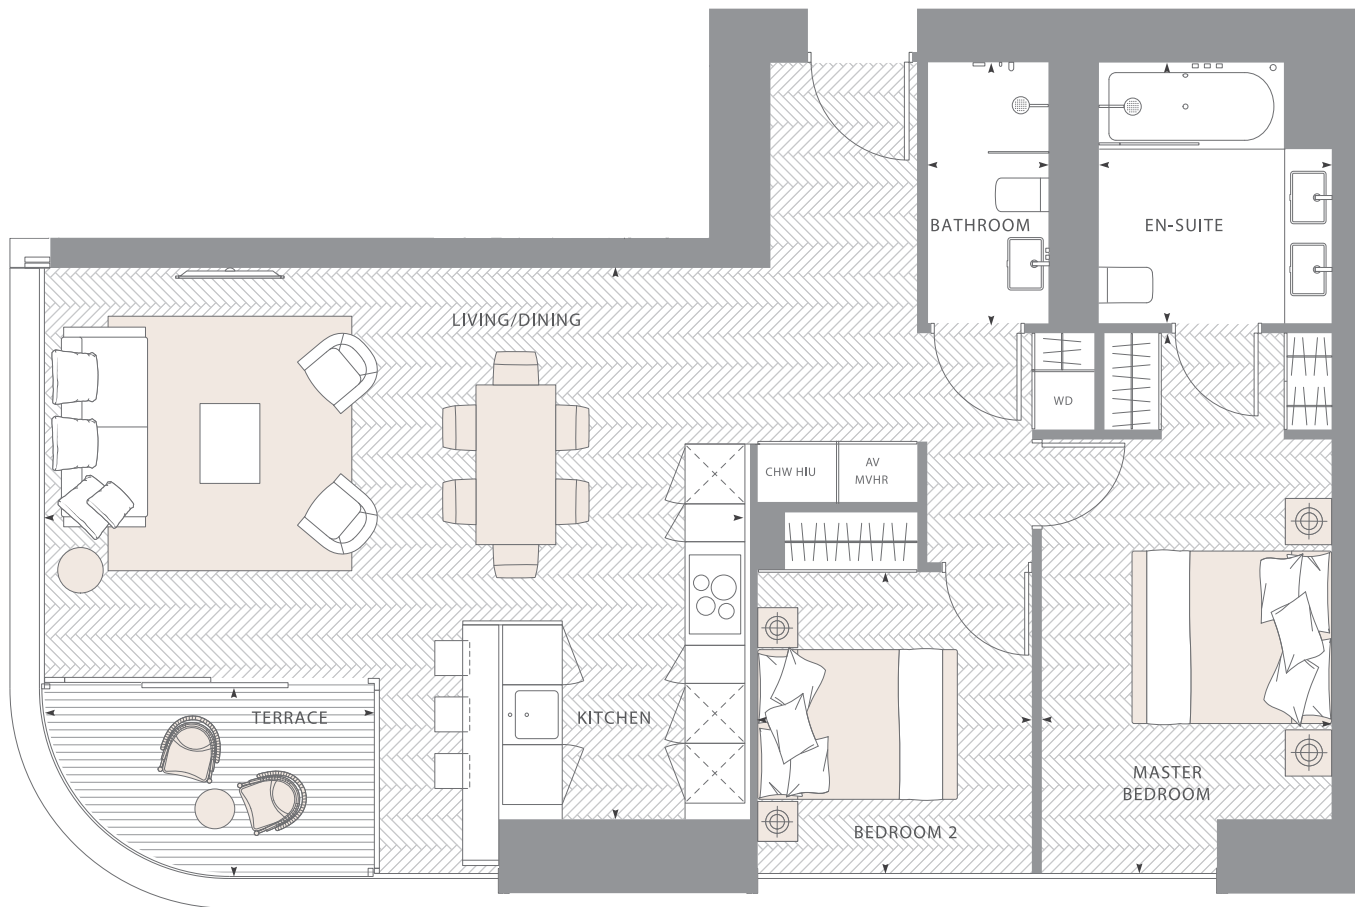 BATHROOM
EN-SUITE
LIVING/DINING
WD
CHW HIU
AV
MVHR
TERRACE
KITCHEN
MASTER
BEDROOM
BEDROOM 2